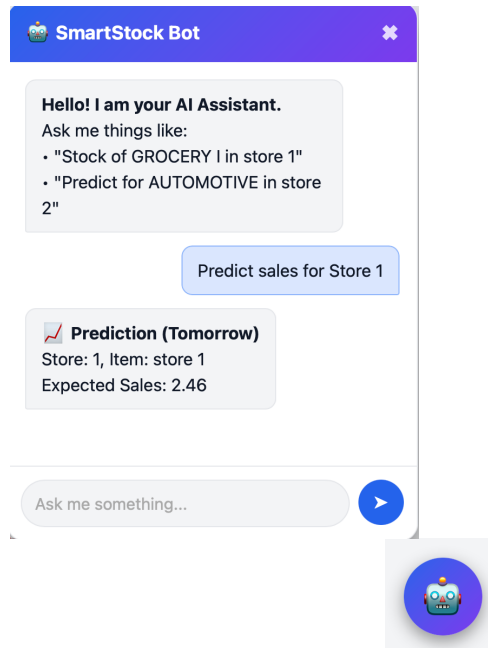 🤖 SmartStock Bot ✖
Hello! I am your AI Assistant.
Ask me things like:
• "Stock of GROCERY I in store 1"
• "Predict for AUTOMOTIVE in store
2"
Predict sales for Store 1
📈 Prediction (Tomorrow)
Store: 1, Item: store 1
Expected Sales: 2.46
Ask me something...